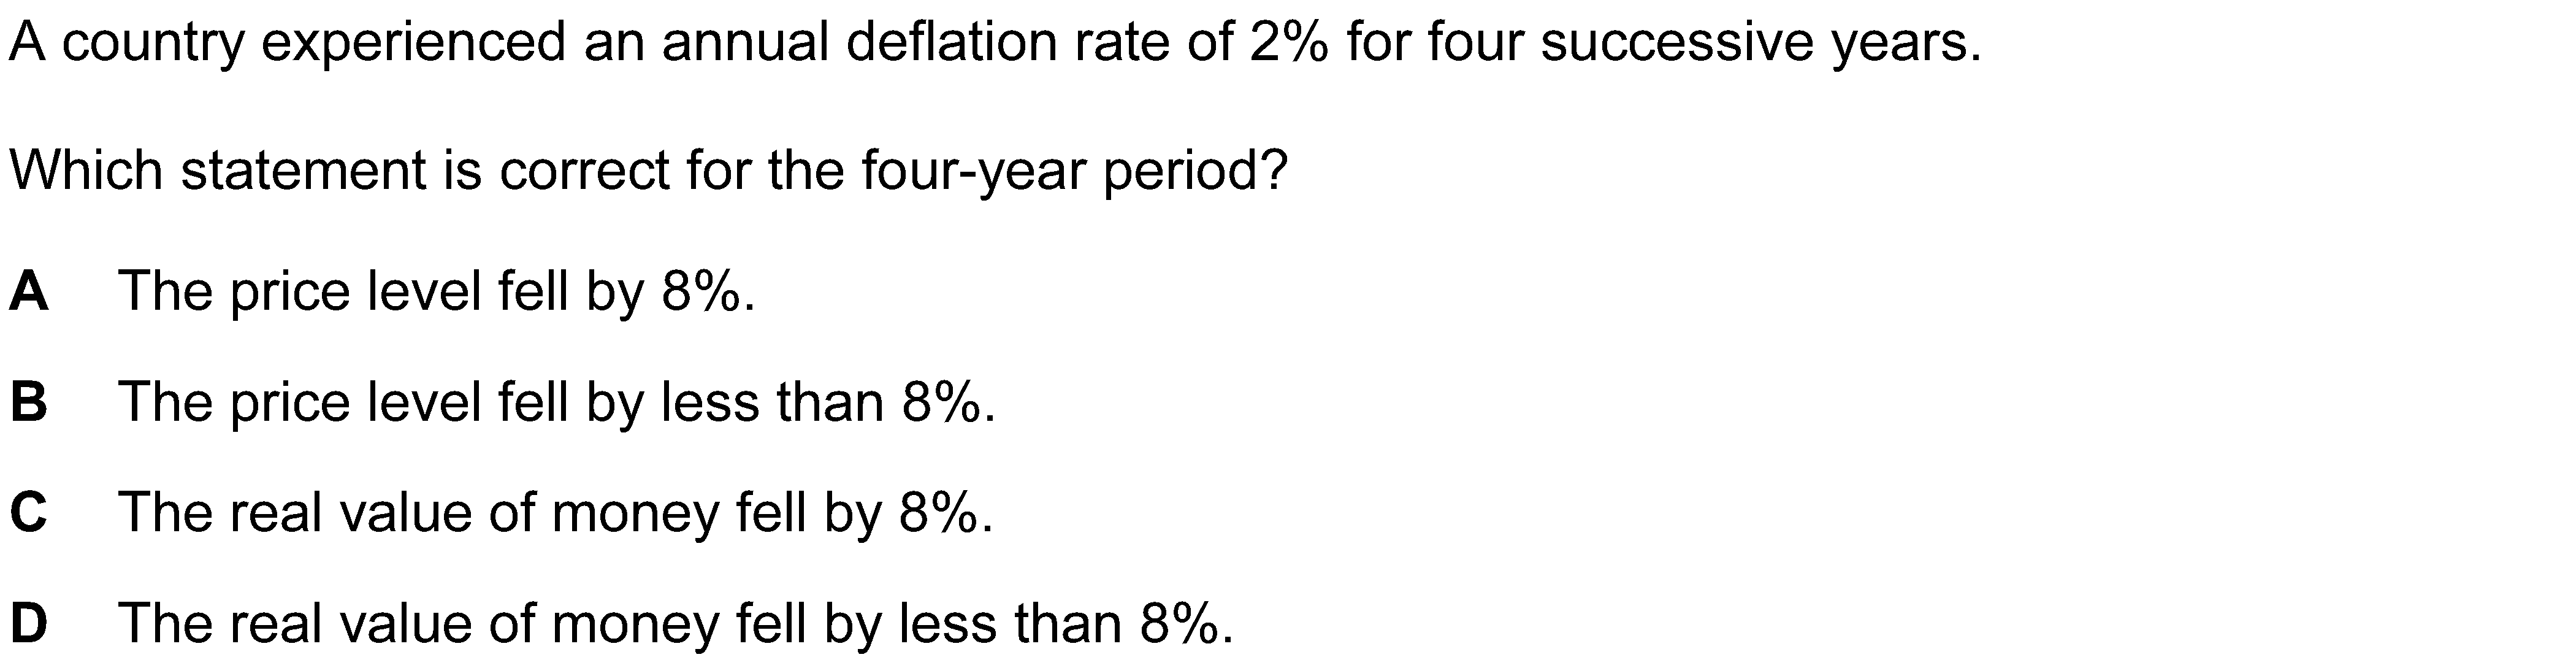 A country experienced an annual deflation rate of 2% for four successive years.
Which statement is correct for the four-year period?
A The price level fell by 8%.
B The price level fell by less than 8%.
C The real value of money fell by 8%.
D The real value of money fell by less than 8%.